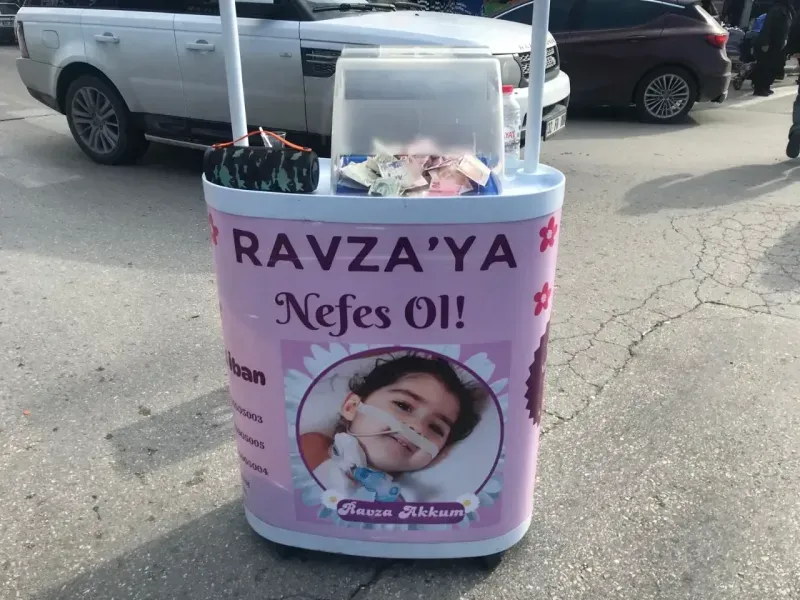 RAVZA'YA
Nefes Ol!
iban
Ravza Akkum